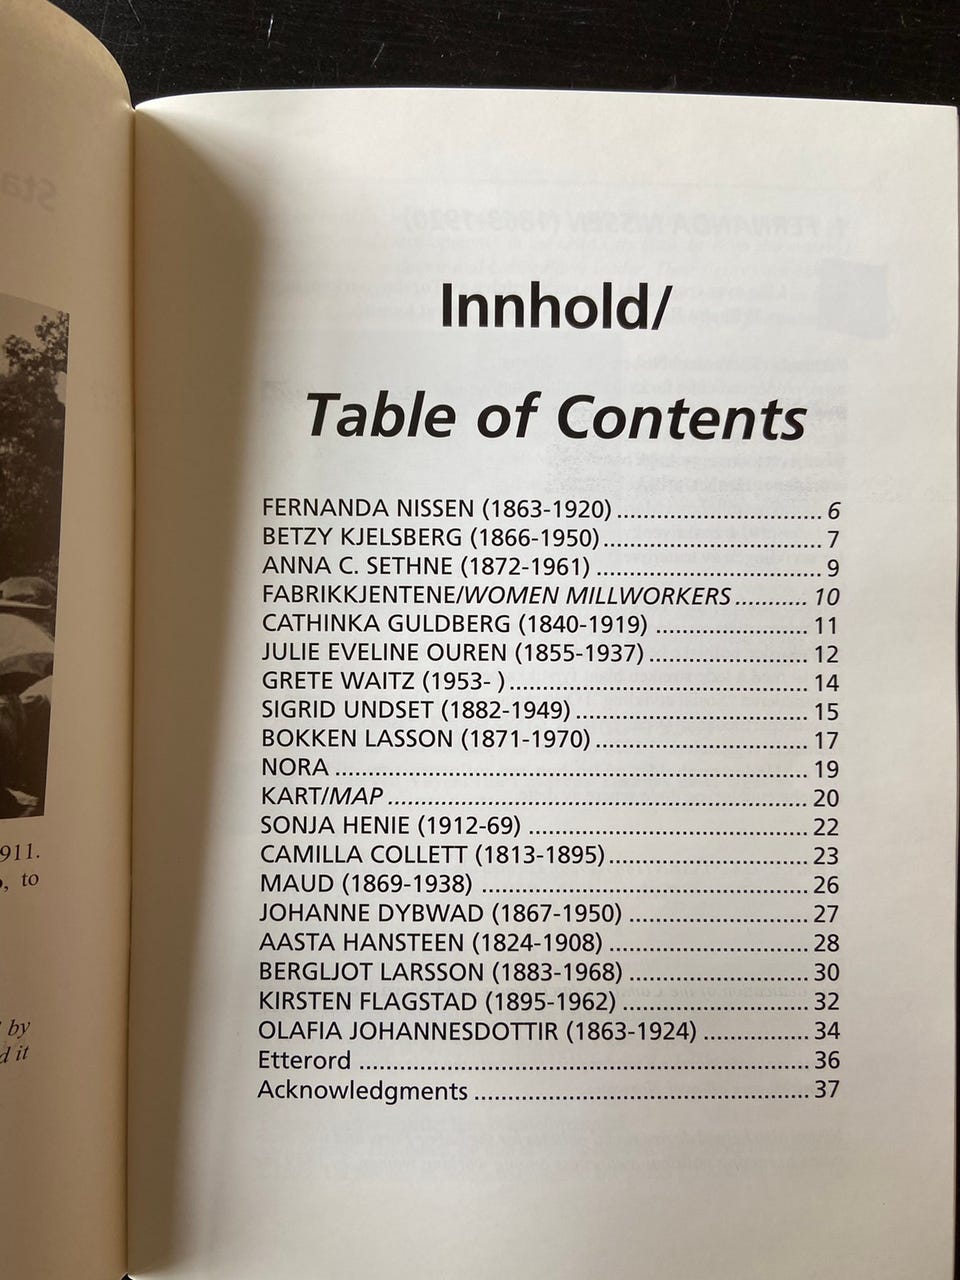 911.
, to
by
d it
Innhold/
Table of Contents
FERNANDA NISSEN (1863-1920) ............................. 6
BETZY KJELSBERG (1866-1950) ............................... 7
ANNA C. SETHNE (1872-1961) ................................ 9
FABRIKKJENTENE/WOMEN MILLWORKERS .......... 10
CATHINKA GULDBERG (1840-1919) ...................... 11
JULIE EVELINE OUREN (1855-1937) ....................... 12
GRETE WAITZ (1953- ) ........................................... 14
SIGRID UNDSET (1882-1949) .................................. 15
BOKKEN LASSON (1871-1970) ............................... 17
NORA .................................................................... 19
KART/MAP ............................................................ 20
SONJA HENIE (1912-69) ........................................ 22
CAMILLA COLLETT (1813-1895) ............................. 23
MAUD (1869-1938) ............................................... 26
JOHANNE DYBWAD (1867-1950) .......................... 27
AASTA HANSTEEN (1824-1908) ............................. 28
BERGLJOT LARSSON (1883-1968) .......................... 30
KIRSTEN FLAGSTAD (1895-1962) ........................... 32
OLAFIA JOHANNESDOTTIR (1863-1924) ................ 34
Etterord ................................................................ 36
Acknowledgments ................................................ 37